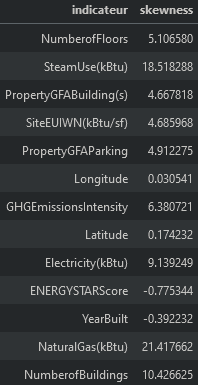 indicateur skewness
NumberofFloors 5.106580
SteamUse(kBtu) 18.518288
PropertyGFABuilding(s) 4.667818
SiteEUIWN(kBtu/sf) 4.685968
PropertyGFAParking 4.912275
Longitude 0.030541
GHGEmissionsIntensity 6.380721
Latitude 0.174232
Electricity(kBtu) 9.139249
ENERGYSTARScore -0.775344
YearBuilt -0.392232
NaturalGas(kBtu) 21.417662
NumberofBuildings 10.426625